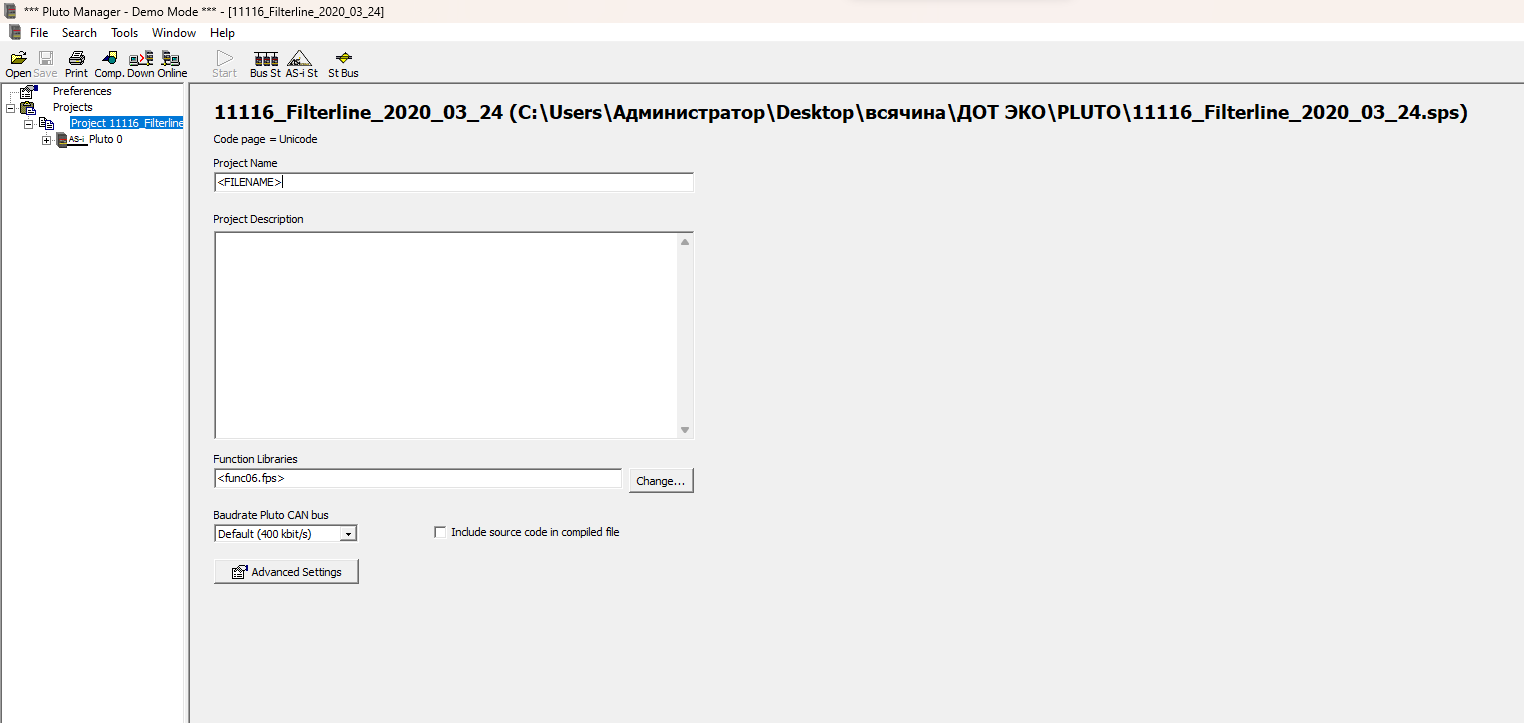 *** Pluto Manager - Demo Mode *** - [11116_Filterline_2020_03_24]
File Search Tools Window Help
Open Save Print Comp. Down Online Start Bus St AS-i St St Bus
Preferences
Projects
Project 11116_Filterline
AS-i Pluto 0
11116_Filterline_2020_03_24 (C:\Users\Администратор\Desktop\всячина\ДОТ ЭКО\PLUTO\11116_Filterline_2020_03_24.sps)
Code page = Unicode
Project Name
<FILENAME>
Project Description
Function Libraries
<func06.fps>
Change...
Baudrate Pluto CAN bus
Default (400 kbit/s)
Include source code in compiled file
Advanced Settings